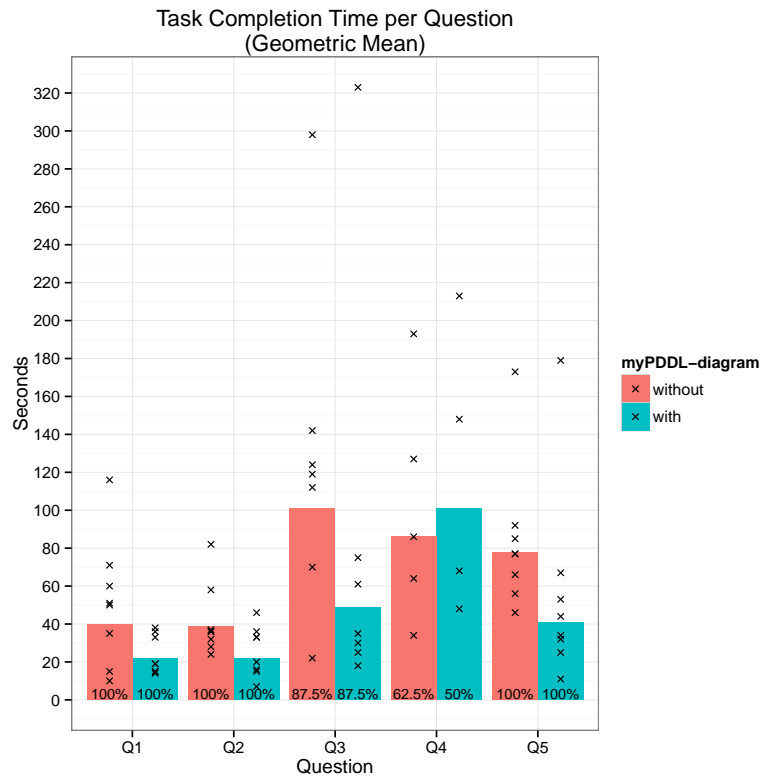 Task Completion Time per Question
(Geometric Mean)
Seconds
320
300
280
260
240
220
200
180
160
140
120
100
80
60
40
20
0
100% 100% 100% 100% 87.5% 87.5% 62.5% 50% 100% 100%
Q1 Q2 Q3 Q4 Q5
Question
myPDDL−diagram
without
with